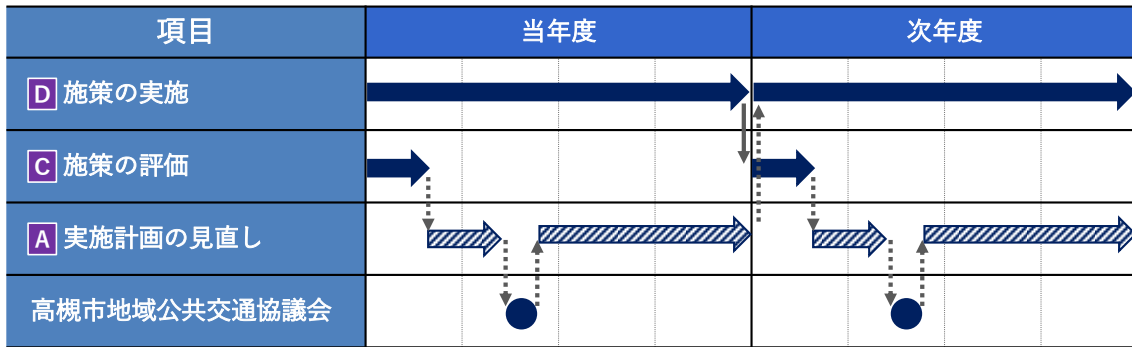 項目 当年度 次年度
D 施策の実施
C 施策の評価
A 実施計画の見直し
高槻市地域公共交通協議会